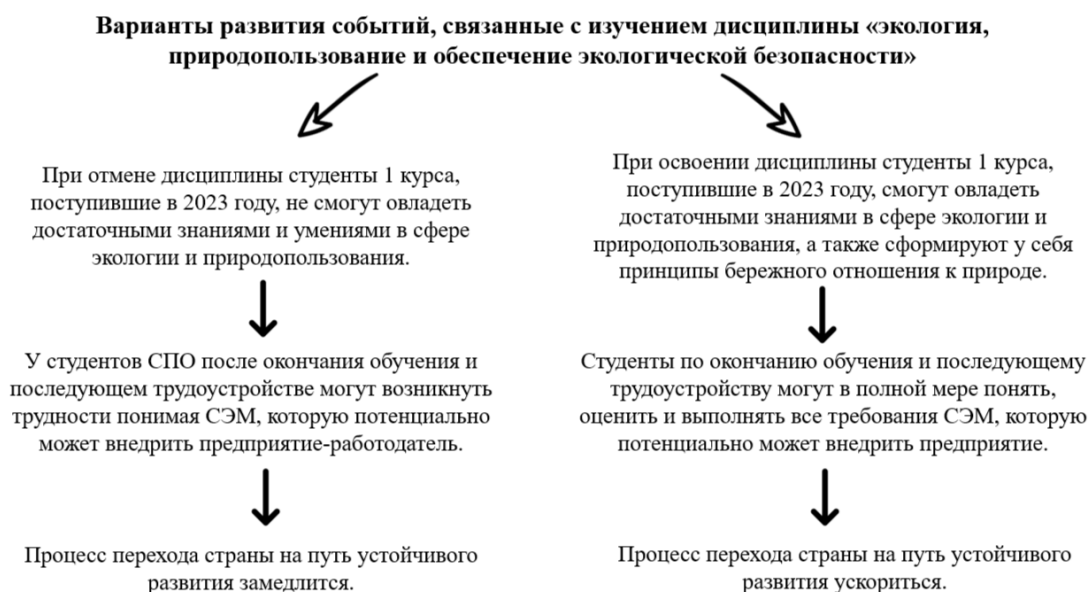 Варианты развития событий, связанные с изучением дисциплины «экология,
природопользование и обеспечение экологической безопасности»
При отмене дисциплины студенты 1 курса,
поступившие в 2023 году, не смогут овладеть
достаточными знаниями и умениями в сфере
экологии и природопользования.
У студентов СПО после окончания обучения и
последующем трудоустройстве могут возникнуть
трудности понимая СЭМ, которую потенциально
может внедрить предприятие-работодатель.
Процесс перехода страны на путь устойчивого
развития замедлится.
При освоении дисциплины студенты 1 курса,
поступившие в 2023 году, смогут овладеть
достаточными знаниями в сфере экологии и
природопользования, а также сформируют у себя
принципы бережного отношения к природе.
Студенты по окончанию обучения и последующему
трудоустройству могут в полной мере понять,
оценить и выполнять все требования СЭМ, которую
потенциально может внедрить предприятие.
Процесс перехода страны на путь устойчивого
развития ускориться.